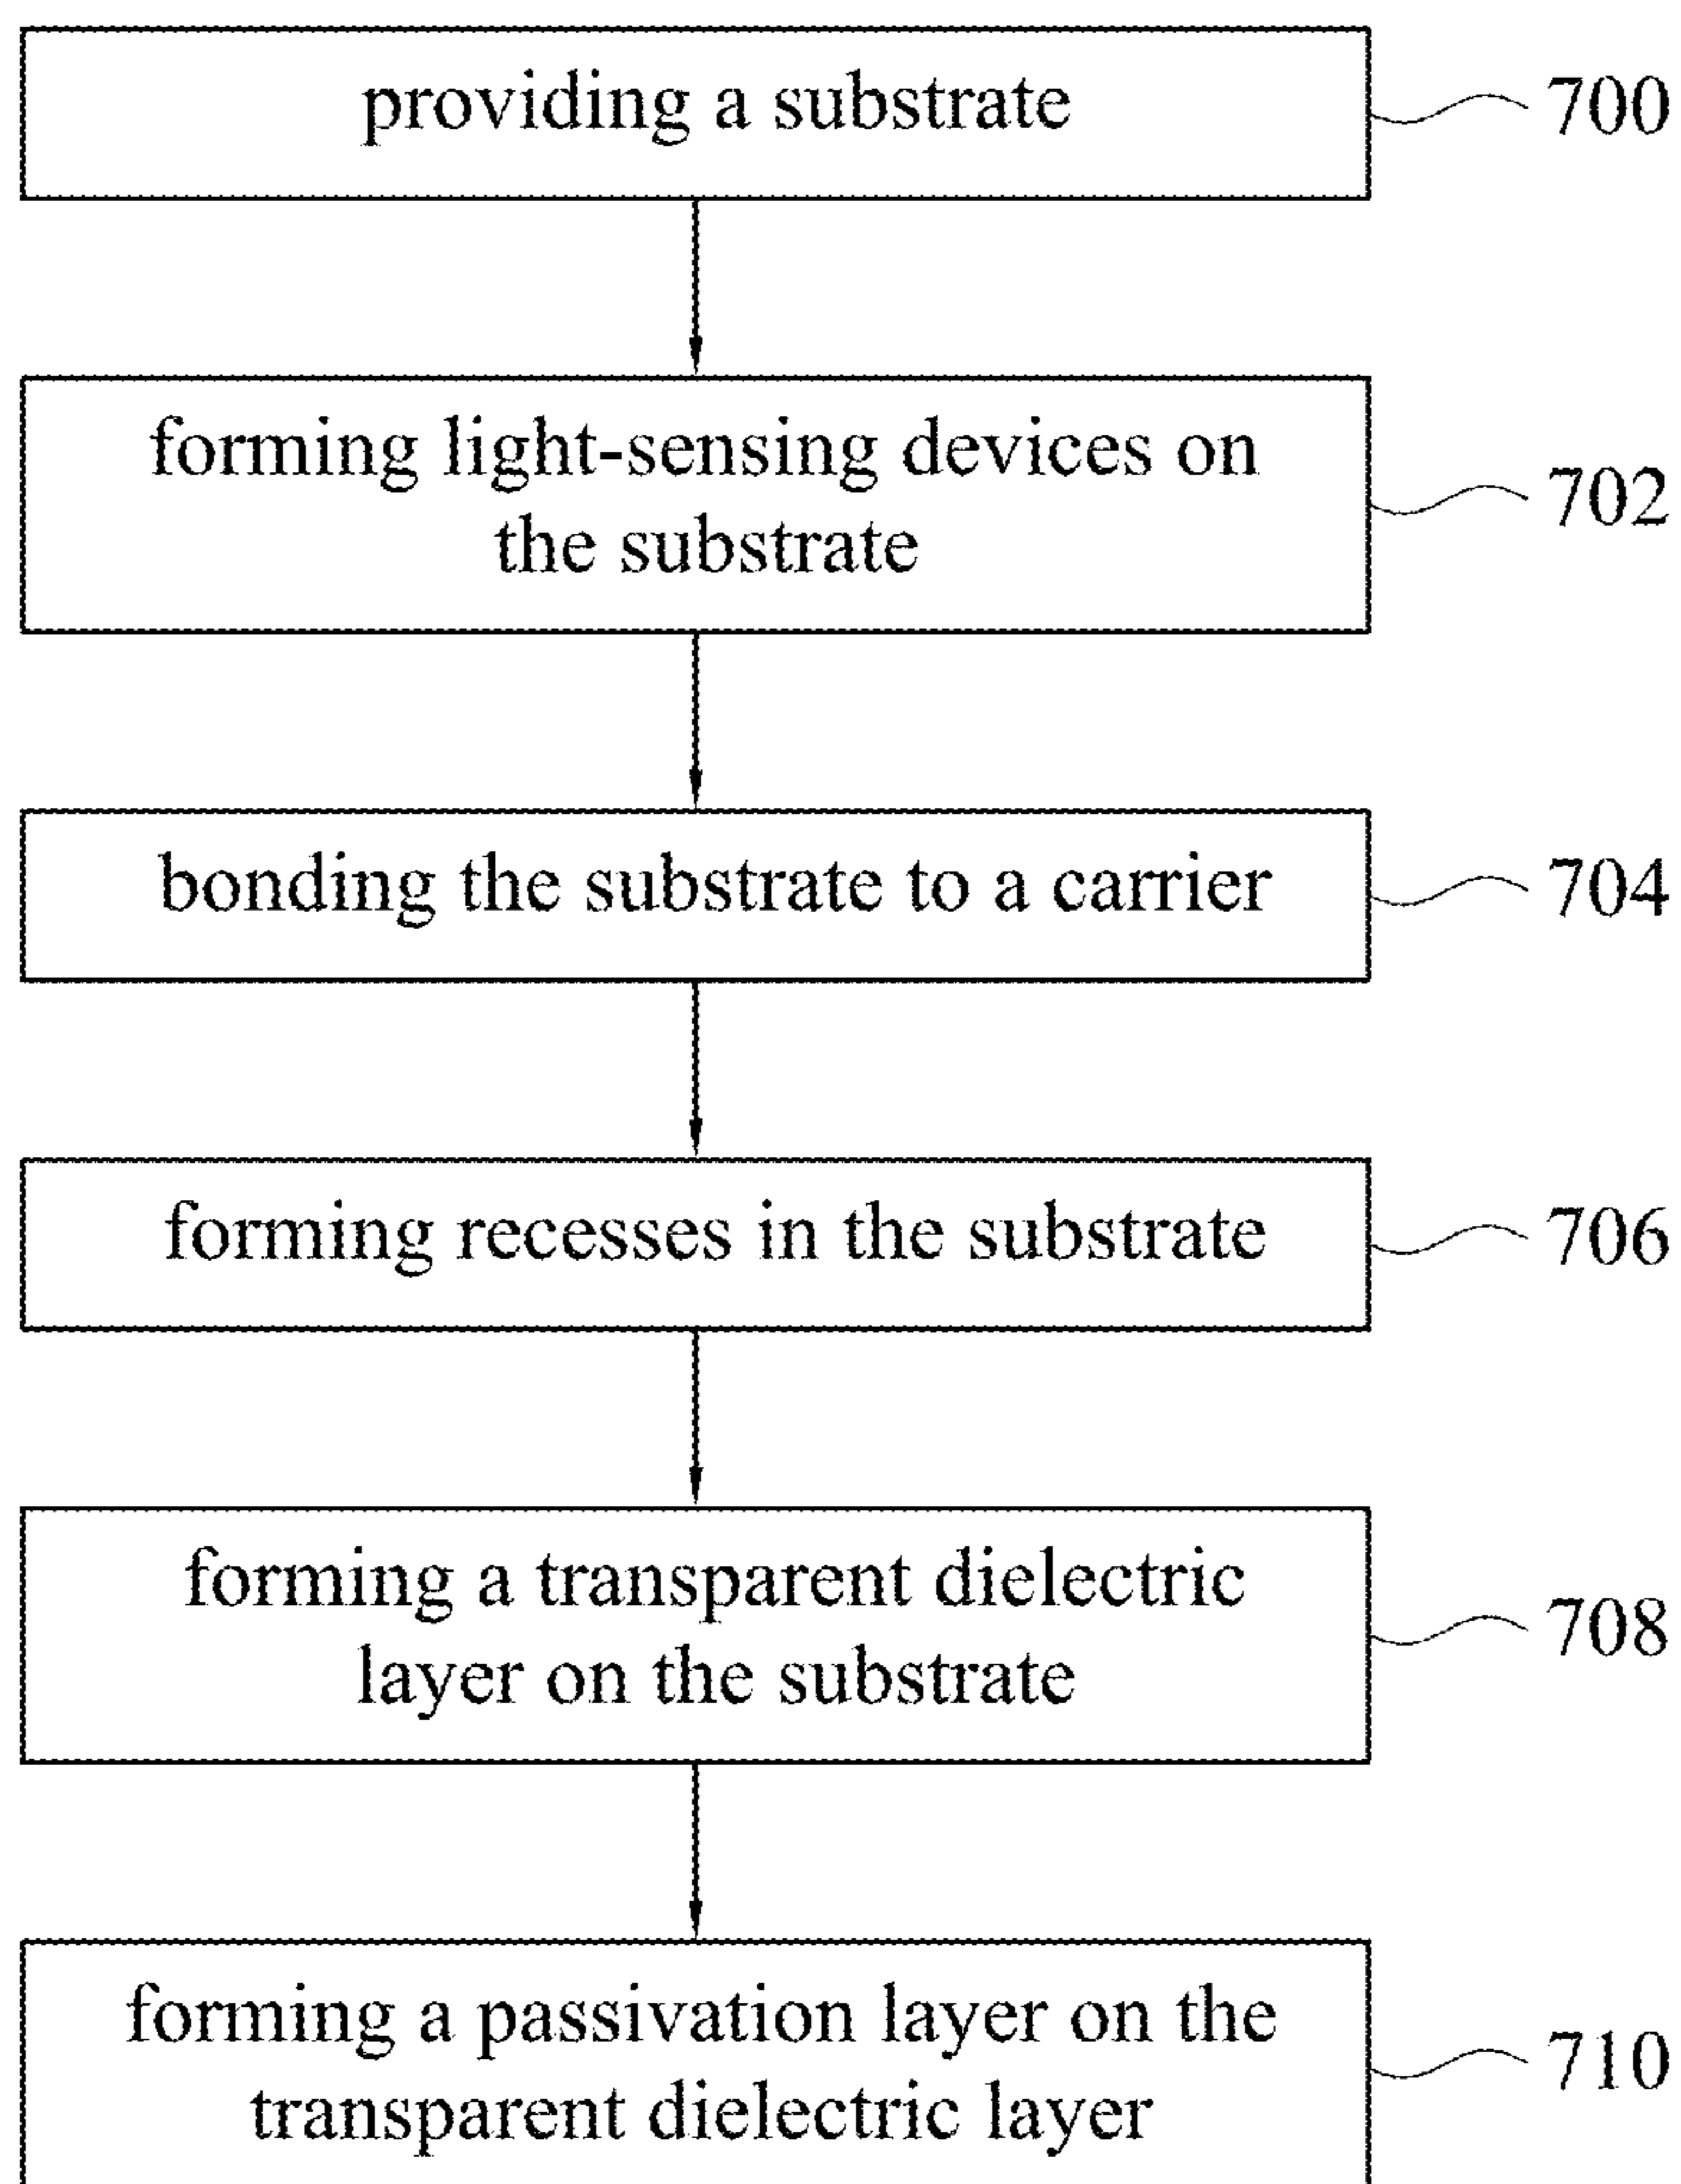 providing a substrate
700
forming light-sensing devices on
the substrate
702
bonding the substrate to a carrier
704
forming recesses in the substrate
706
forming a transparent dielectric
layer on the substrate
708
forming a passivation layer on the
transparent dielectric layer
710